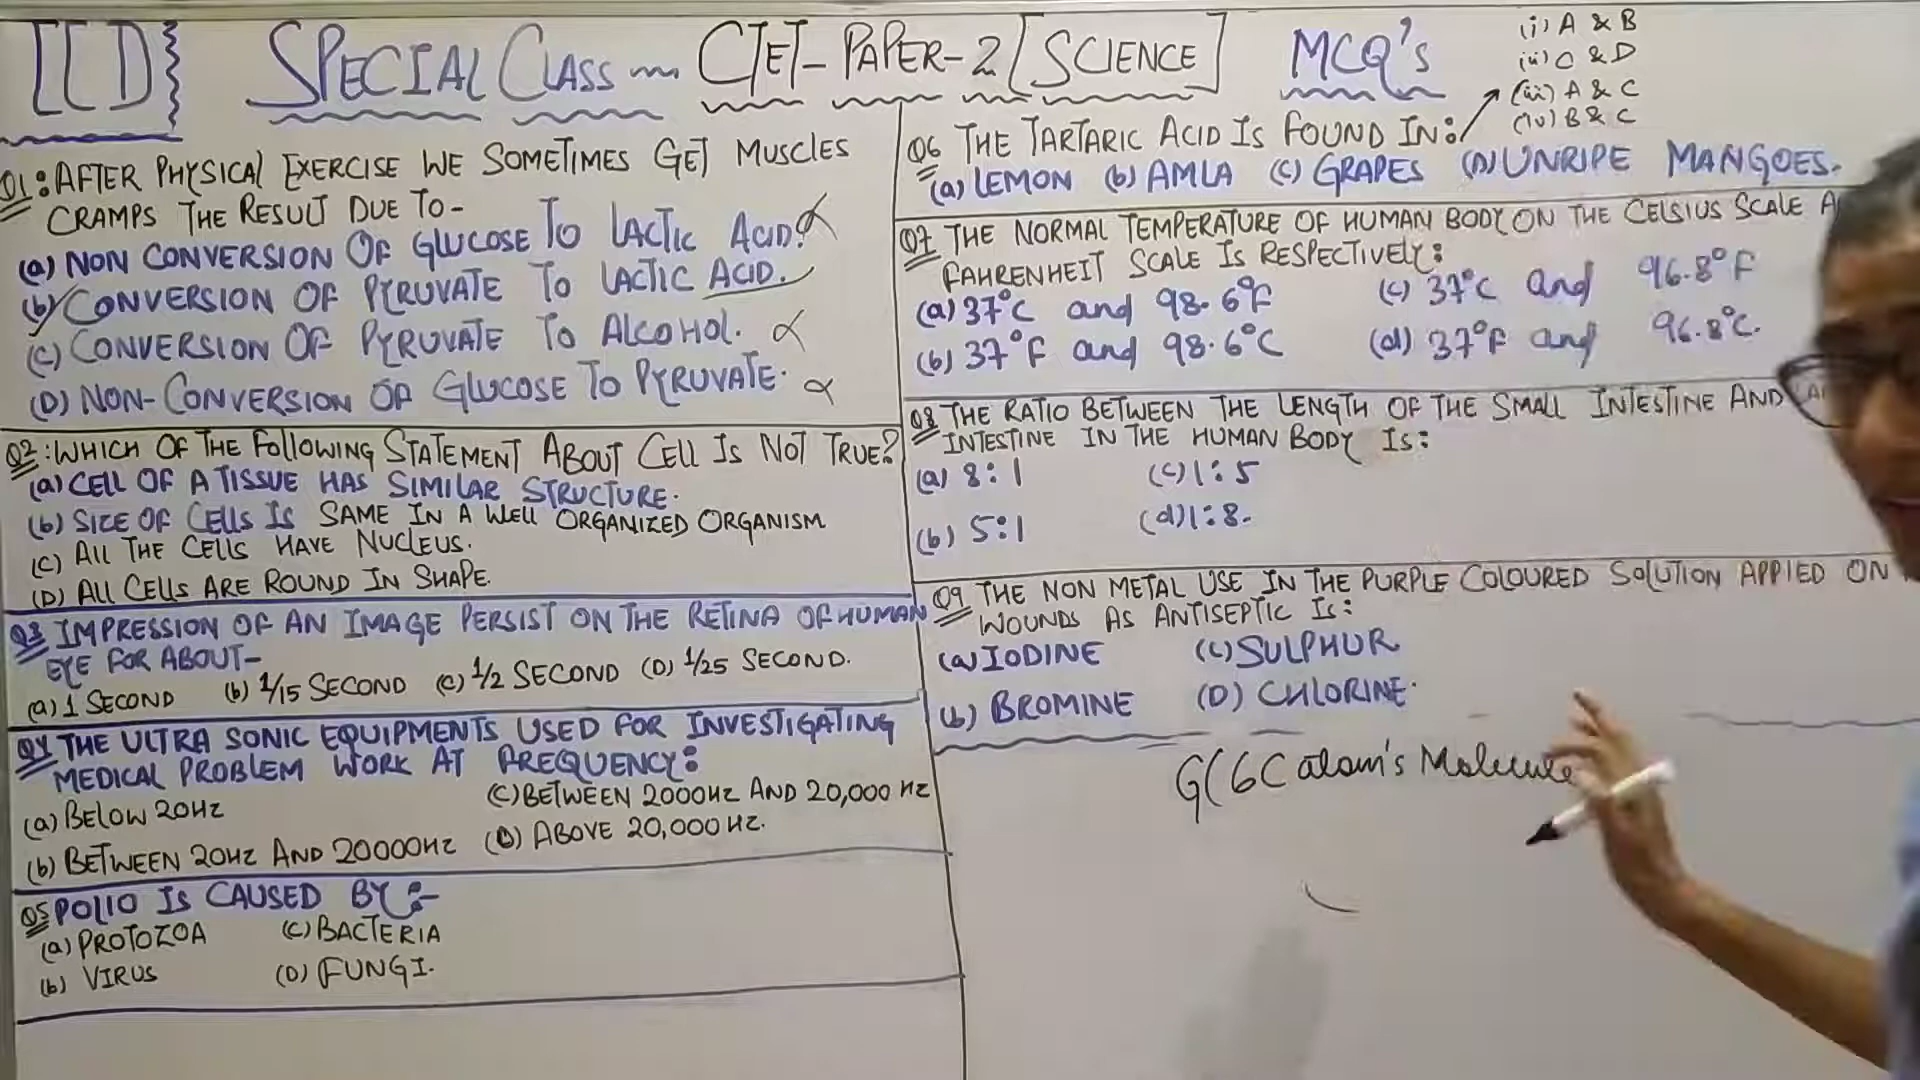 [CD] SPECIAL CLASS CTET-PAPER-2 [SCIENCE] MCQ's
Q1: AFTER PHYSICAL EXERCISE WE SOMETIMES GET MUSCLES
CRAMPS THE RESULT DUE TO-
(a) NON CONVERSION OF GLUCOSE TO LACTIC ACID.
(b) CONVERSION OF PYRUVATE TO LACTIC ACID.
(C) CONVERSION OF PYRUVATE TO ALCOHOL.
(D) NON-CONVERSION OF GLUCOSE TO PYRUVATE.
Q2: WHICH OF THE FOLLOWING STATEMENT ABOUT CELL IS NOT TRUE?
(a) CELL OF A TISSUE HAS SIMILAR STRUCTURE.
(b) SIZE OF CELLS IS SAME IN A WELL ORGANIZED ORGANISM
(C) ALL THE CELLS HAVE NUCLEUS.
(D) ALL CELLS ARE ROUND IN SHAPE.
Q3 IMPRESSION OF AN IMAGE PERSIST ON THE RETINA OF HUMAN
EYE FOR ABOUT-
(a) 1 SECOND (b) 1/15 SECOND (c) 1/2 SECOND (D) 1/25 SECOND.
Q4 THE ULTRA SONIC EQUIPMENTS USED FOR INVESTIGATING
MEDICAL PROBLEM WORK AT FREQUENCY:
(a) BELOW 20HZ (C) BETWEEN 2000HZ AND 20,000 HZ
(b) BETWEEN 20HZ AND 20000HZ (D) ABOVE 20,000 HZ.
Q5 POLIO IS CAUSED BY:-
(a) PROTOZOA (C) BACTERIA
(b) VIRUS (D) FUNGI.
(i) A & B
(ii) C & D
(iii) A & C
(iv) B & C
Q6 THE TARTARIC ACID IS FOUND IN:
(a) LEMON (b) AMLA (C) GRAPES (D) UNRIPE MANGOES.
Q7 THE NORMAL TEMPERATURE OF HUMAN BODY ON THE CELSIUS SCALE
FAHRENHEIT SCALE IS RESPECTIVELY:
(a) 37°C and 98.6°F (c) 37°C and 96.8°F
(b) 37°F and 98.6°C (d) 37°F and 96.8°C.
Q8 THE RATIO BETWEEN THE LENGTH OF THE SMALL INTESTINE AND
INTESTINE IN THE HUMAN BODY IS:
(a) 8:1 (C) 1:5
(b) 5:1 (d) 1:8.
Q9 THE NON METAL USE IN THE PURPLE COLOURED SOLUTION APPIED ON
WOUNDS AS ANTISEPTIC IS:
(a) IODINE (C) SULPHUR
(b) BROMINE (D) CHLORINE.
G(6C atom's Molecule